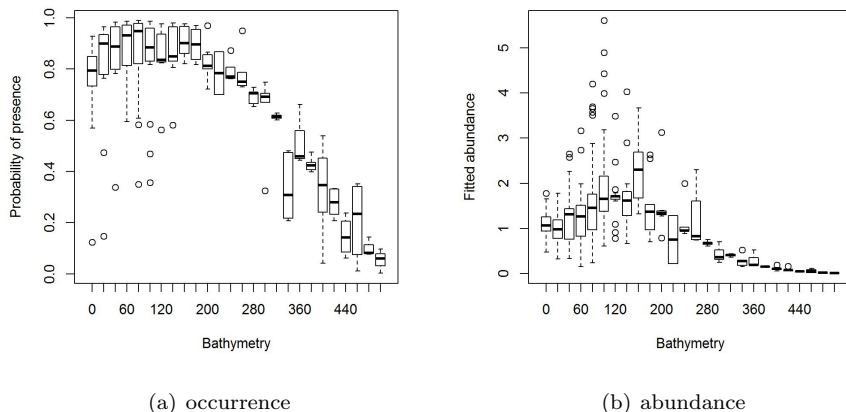 Probability of presence
1.0
0.8
0.6
0.4
0.2
0.0
0 60 120 200 280 360 440
Bathymetry
(a) occurrence
Fitted abundance
5
4
3
2
1
0
0 60 120 200 280 360 440
Bathymetry
(b) abundance